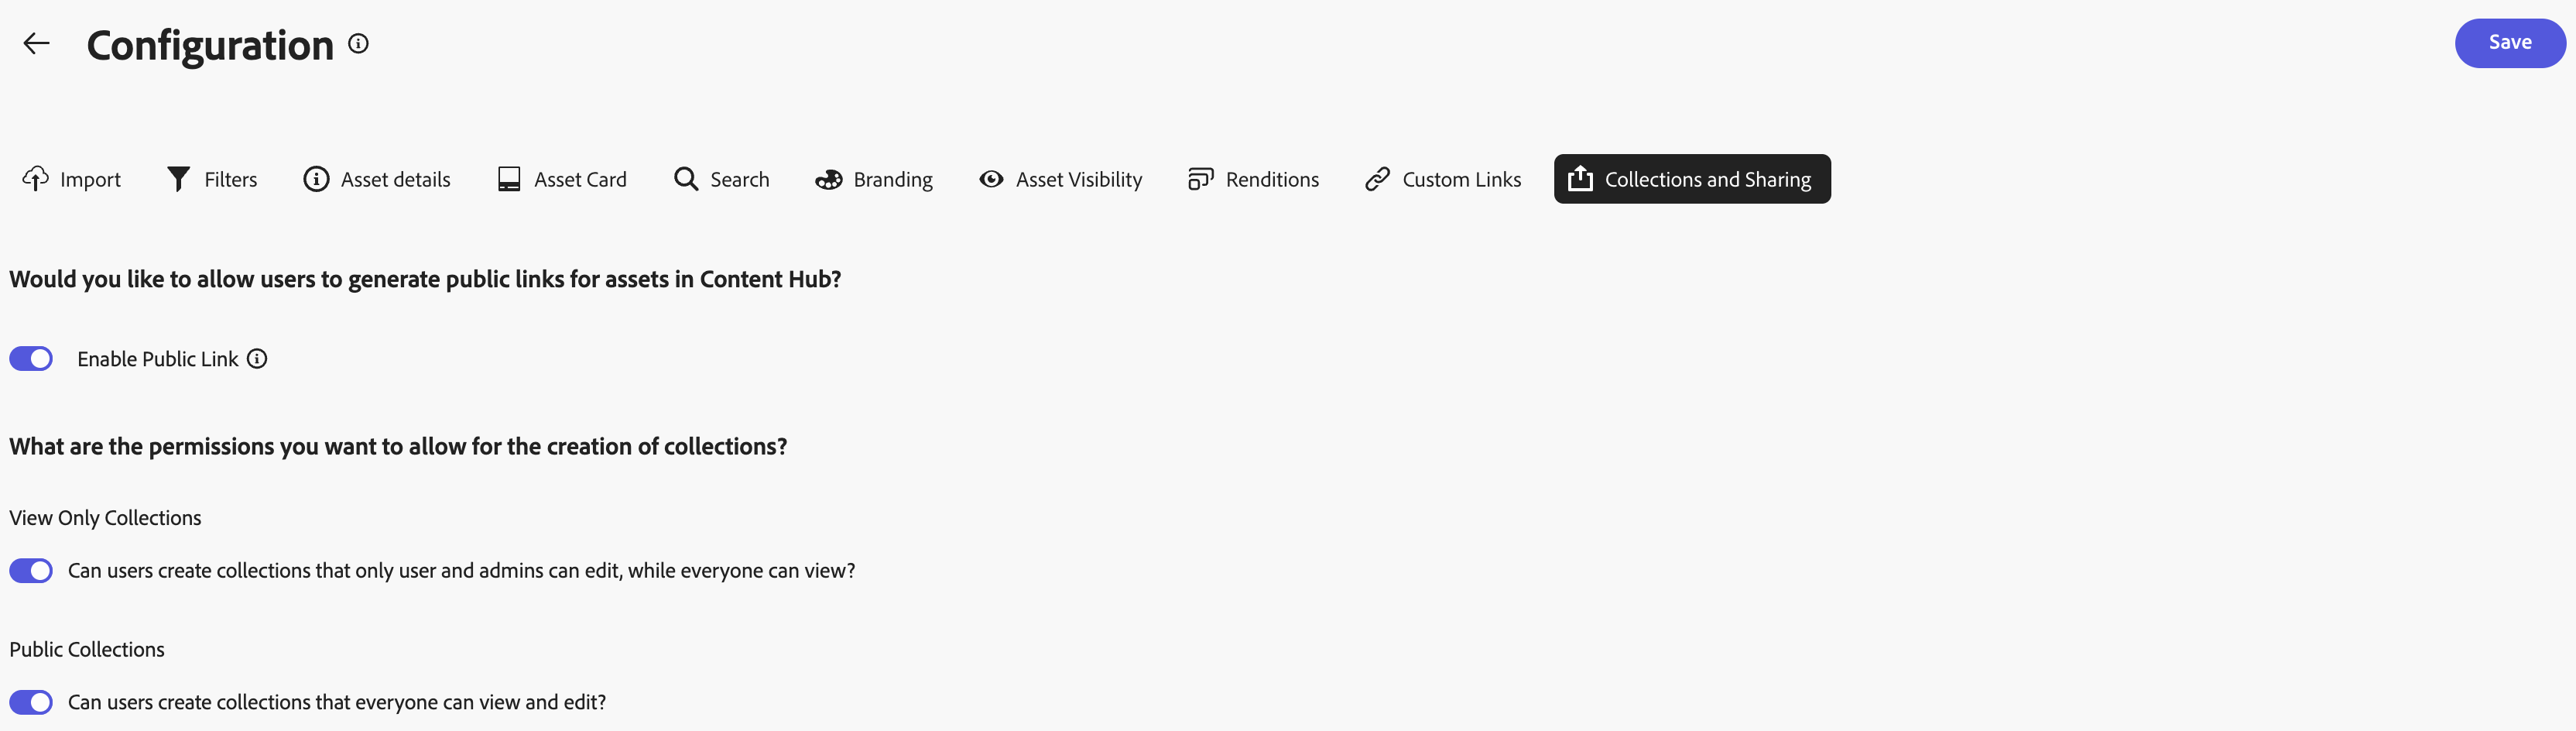 Configuration
Save
Import Filters Asset details Asset Card Search Branding Asset Visibility Renditions Custom Links Collections and Sharing
Would you like to allow users to generate public links for assets in Content Hub?
Enable Public Link
What are the permissions you want to allow for the creation of collections?
View Only Collections
Can users create collections that only user and admins can edit, while everyone can view?
Public Collections
Can users create collections that everyone can view and edit?